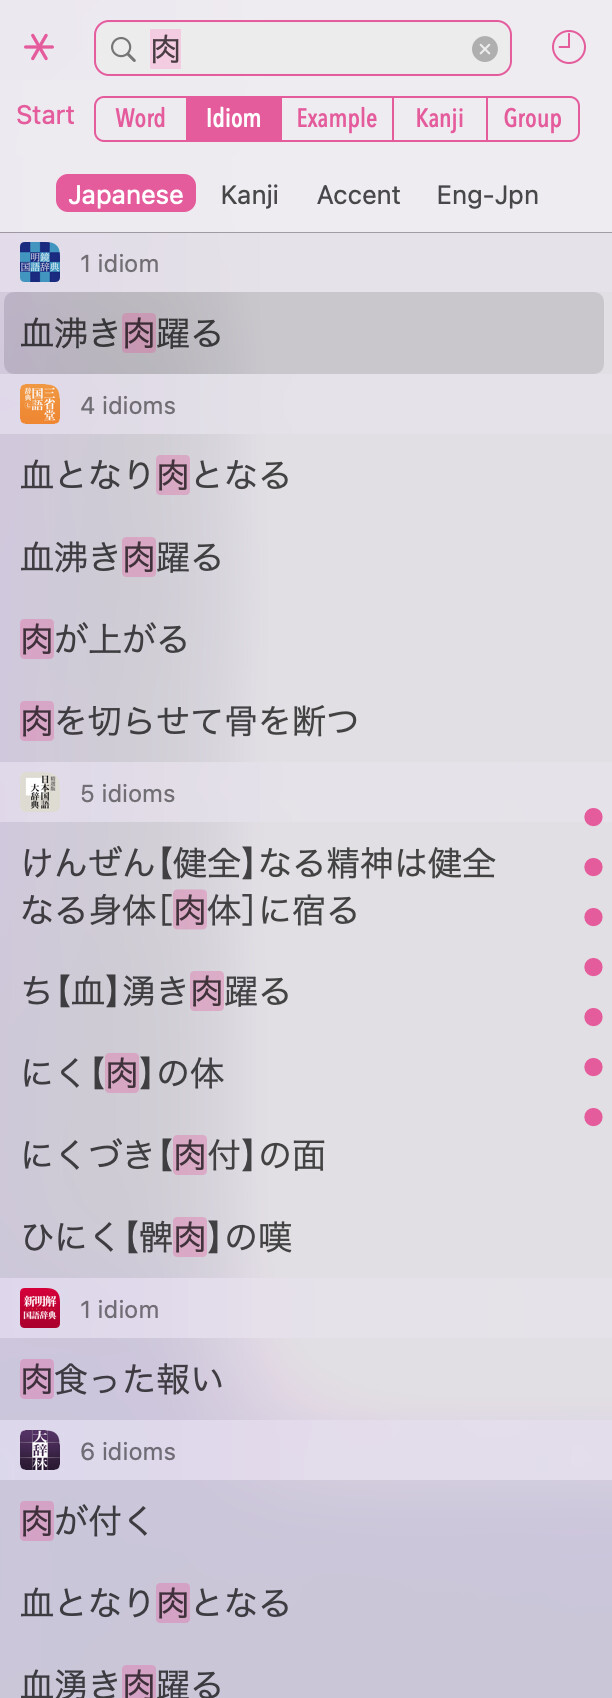 肉
Start
Word Idiom Example Kanji Group
Japanese Kanji Accent Eng-Jpn
明鏡
国語辞典
1 idiom
血沸き肉躍る
三省堂
国語
辞典
4 idioms
血となり肉となる
血沸き肉躍る
肉が上がる
肉を切らせて骨を断つ
日本国語
大辞典
5 idioms
けんぜん【健全】なる精神は健全
なる身体［肉体］に宿る
ち【血】湧き肉躍る
にく【肉】の体
にくづき【肉付】の面
ひにく【髀肉】の嘆
新明解
国語辞典
1 idiom
肉食った報い
大辞林
6 idioms
肉が付く
血となり肉となる
血湧き肉躍る